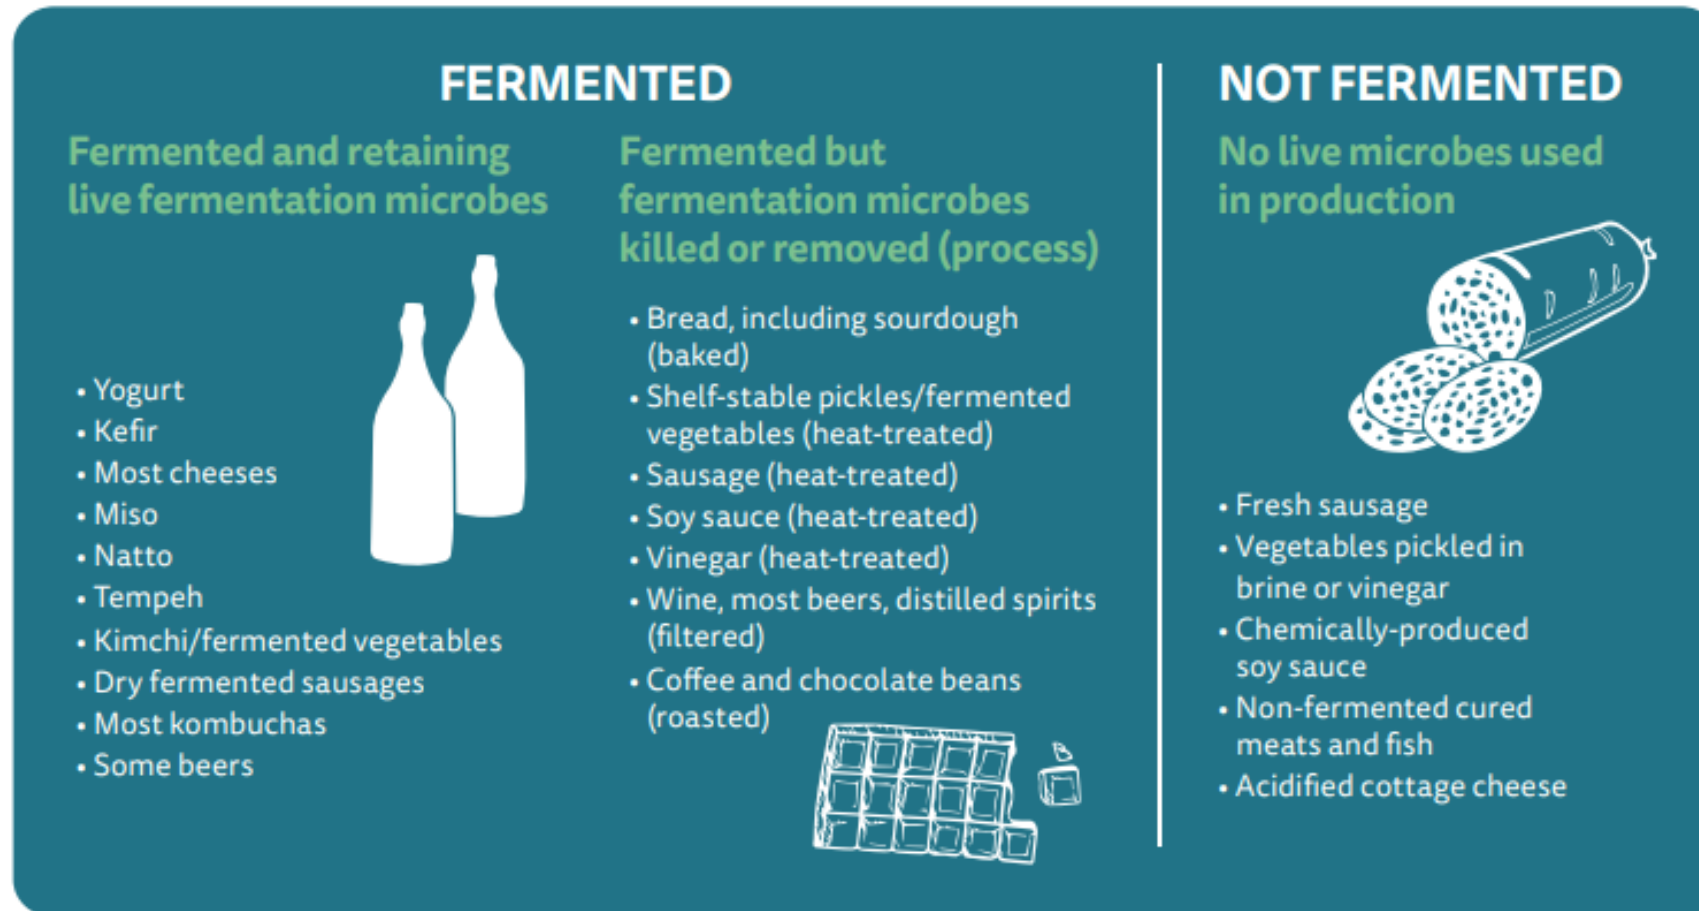 FERMENTED
Fermented and retaining
live fermentation microbes
• Yogurt
• Kefir
• Most cheeses
• Miso
• Natto
• Tempeh
• Kimchi/fermented vegetables
• Dry fermented sausages
• Most kombuchas
• Some beers
Fermented but
fermentation microbes
killed or removed (process)
• Bread, including sourdough
(baked)
• Shelf-stable pickles/fermented
vegetables (heat-treated)
• Sausage (heat-treated)
• Soy sauce (heat-treated)
• Vinegar (heat-treated)
• Wine, most beers, distilled spirits
(filtered)
• Coffee and chocolate beans
(roasted)
NOT FERMENTED
No live microbes used
in production
• Fresh sausage
• Vegetables pickled in
brine or vinegar
• Chemically-produced
soy sauce
• Non-fermented cured
meats and fish
• Acidified cottage cheese